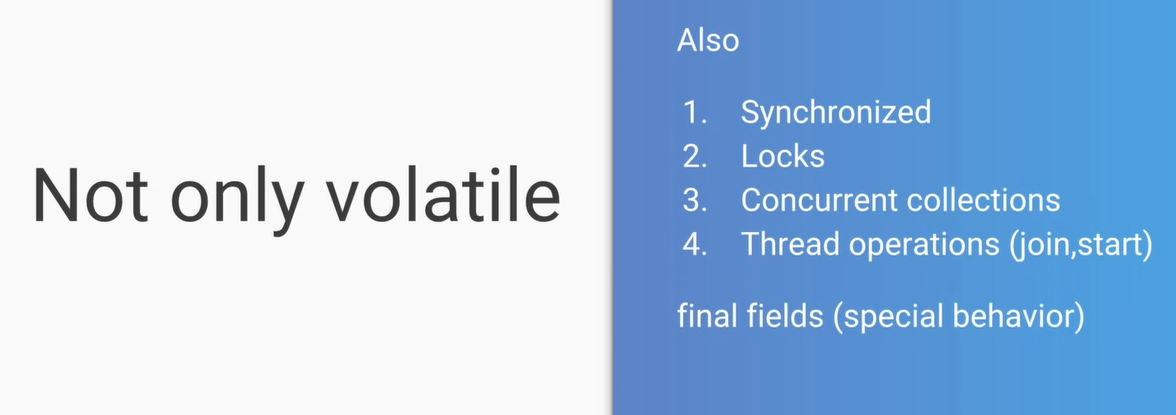 Not only volatile
Also
1. Synchronized
2. Locks
3. Concurrent collections
4. Thread operations (join,start)
final fields (special behavior)